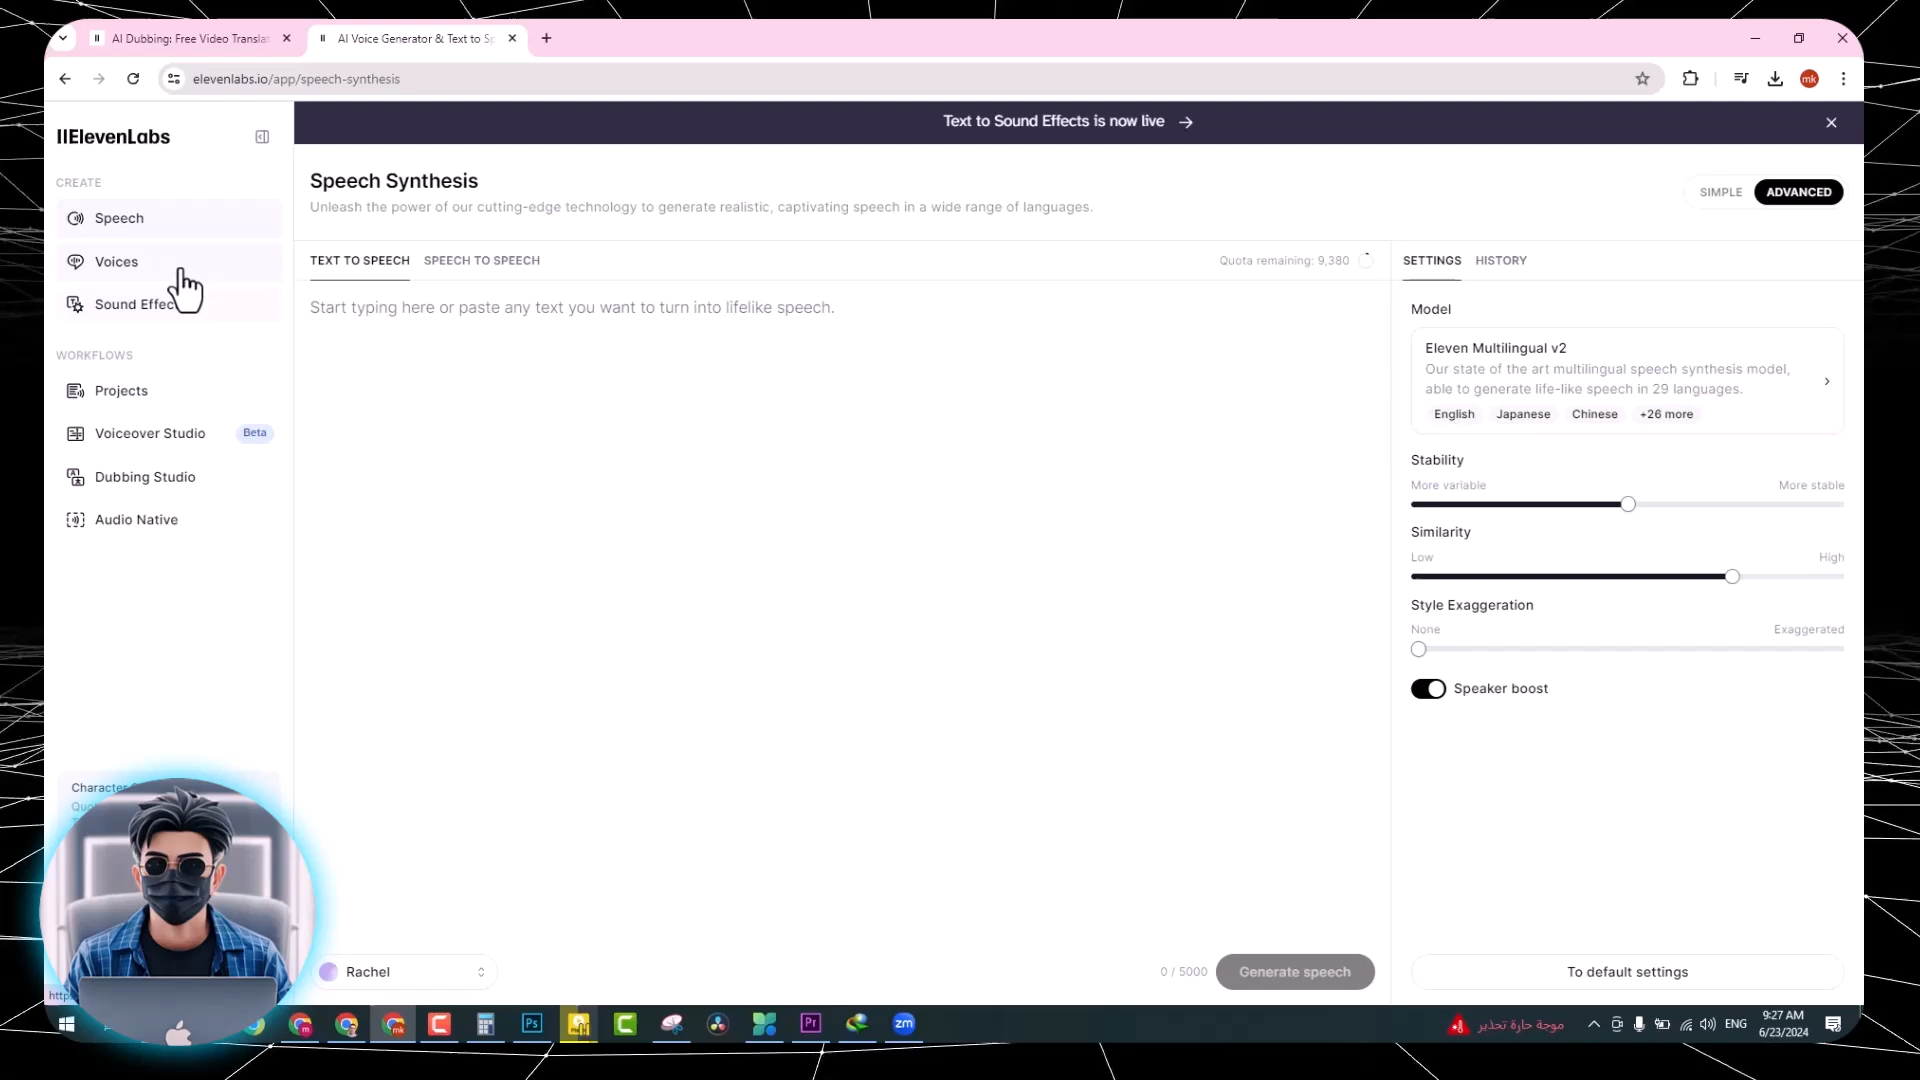 AI Dubbing: Free Video Translat
AI Voice Generator & Text to Sp
elevenlabs.io/app/speech-synthesis
mk
IIElevenLabs
Text to Sound Effects is now live →
CREATE
Speech
Voices
Sound Effec
WORKFLOWS
Projects
Voiceover Studio Beta
Dubbing Studio
Audio Native
Speech Synthesis
Unleash the power of our cutting-edge technology to generate realistic, captivating speech in a wide range of languages.
SIMPLE ADVANCED
TEXT TO SPEECH SPEECH TO SPEECH
Quota remaining: 9,380
Start typing here or paste any text you want to turn into lifelike speech.
SETTINGS HISTORY
Model
Eleven Multilingual v2
Our state of the art multilingual speech synthesis model,
able to generate life-like speech in 29 languages.
English Japanese Chinese +26 more
Stability
More variable More stable
Similarity
Low High
Style Exaggeration
None Exaggerated
Speaker boost
Character
Quo
Rachel
0 / 5000
Generate speech
To default settings
http
Ps
Pr
zm
موجة حارة تحذير
ENG
9:27 AM
6/23/2024